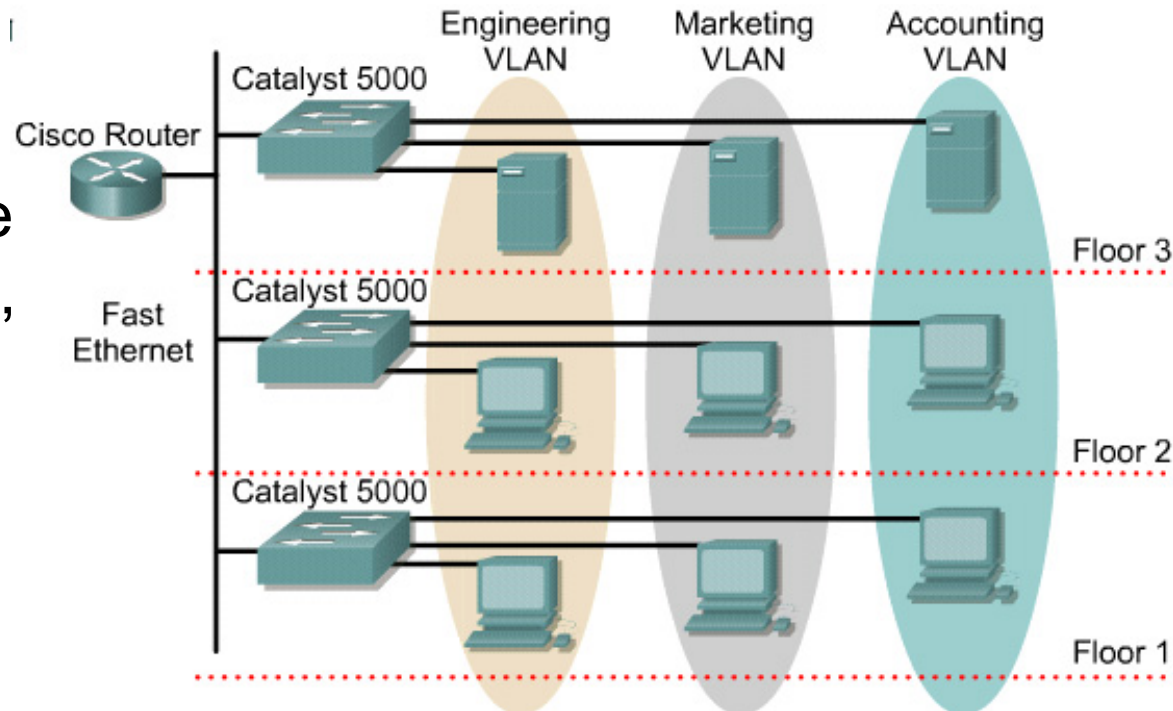 Engineering
VLAN
Marketing
VLAN
Accounting
VLAN
Catalyst 5000
Cisco Router
e
Floor 3
Catalyst 5000
,
Fast
Ethernet
Floor 2
Catalyst 5000
Floor 1